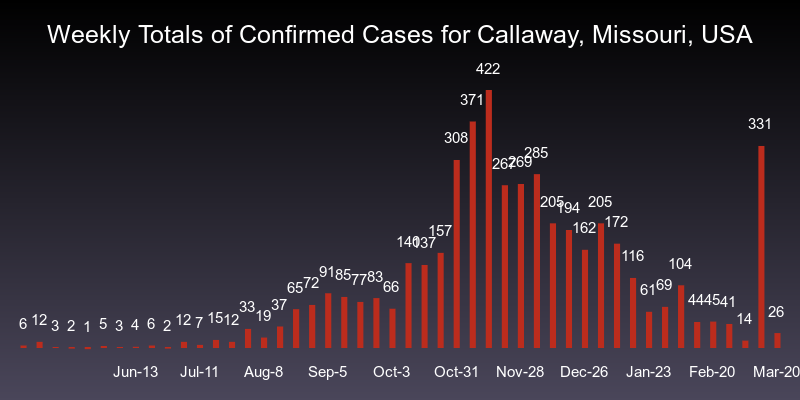 Weekly Totals of Confirmed Cases for Callaway, Missouri, USA
422
371
331
308
285
267 269
205 194 205
162 172
157
137
116
104
91 85 77 83
65 72 66 61 69
33 19 37 44 45 41
6 12 3 2 1 5 3 4 6 2 12 7 15 12 14 26
Jun-13 Jul-11 Aug-8 Sep-5 Oct-3 Oct-31 Nov-28 Dec-26 Jan-23 Feb-20 Mar-20